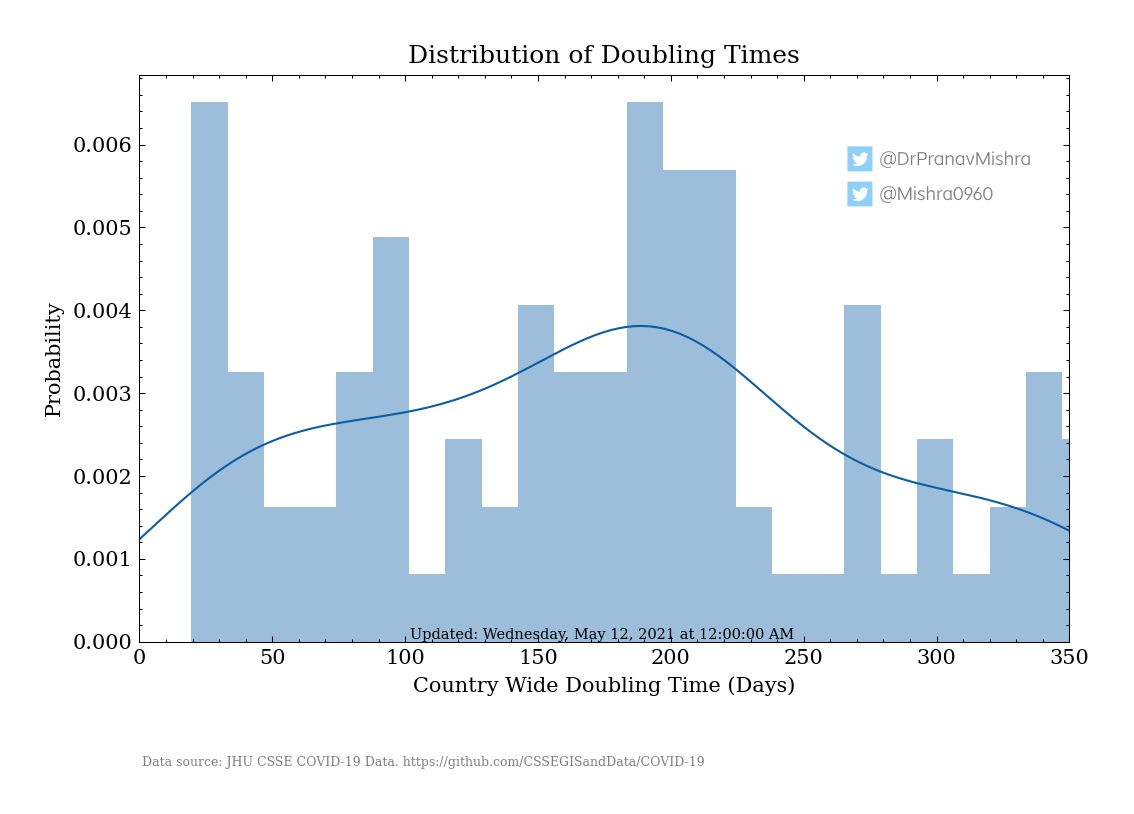 Distribution of Doubling Times
Probability
0.006
0.005
0.004
0.003
0.002
0.001
0.000
@DrPranavMishra
@Mishra0960
Updated: Wednesday, May 12, 2021 at 12:00:00 AM
0 50 100 150 200 250 300 350
Country Wide Doubling Time (Days)
Data source: JHU CSSE COVID-19 Data. https://github.com/CSSEGISandData/COVID-19